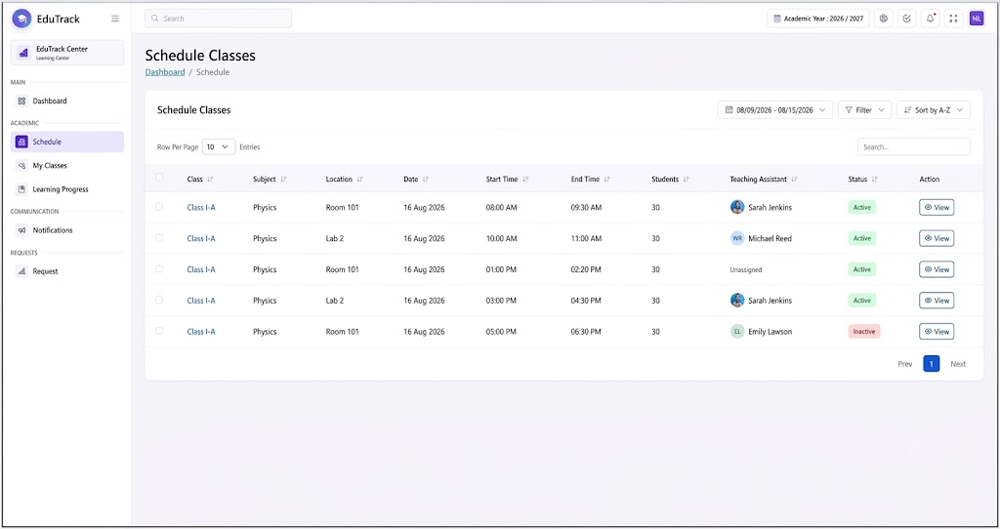 EduTrack
Search
Academic Year : 2026 / 2027
NL
EduTrack Center
Learning Center
MAIN
Dashboard
ACADEMIC
Schedule
My Classes
Learning Progress
COMMUNICATION
Notifications
REQUESTS
Request
Schedule Classes
Dashboard / Schedule
Schedule Classes
08/09/2026 - 08/15/2026
Filter
Sort by A-Z
Row Per Page 10 Entries
Search...
Class Subject Location Date Start Time End Time Students Teaching Assistant Status Action
Class I-A Physics Room 101 16 Aug 2026 08:00 AM 09:30 AM 30 Sarah Jenkins Active View
Class I-A Physics Lab 2 16 Aug 2026 10:00 AM 11:00 AM 30 WR Michael Reed Active View
Class I-A Physics Room 101 16 Aug 2026 01:00 PM 02:20 PM 30 Unassigned Active View
Class I-A Physics Lab 2 16 Aug 2026 03:00 PM 04:30 PM 30 Sarah Jenkins Active View
Class I-A Physics Room 101 16 Aug 2026 05:00 PM 06:30 PM 30 EL Emily Lawson Inactive View
Prev 1 Next